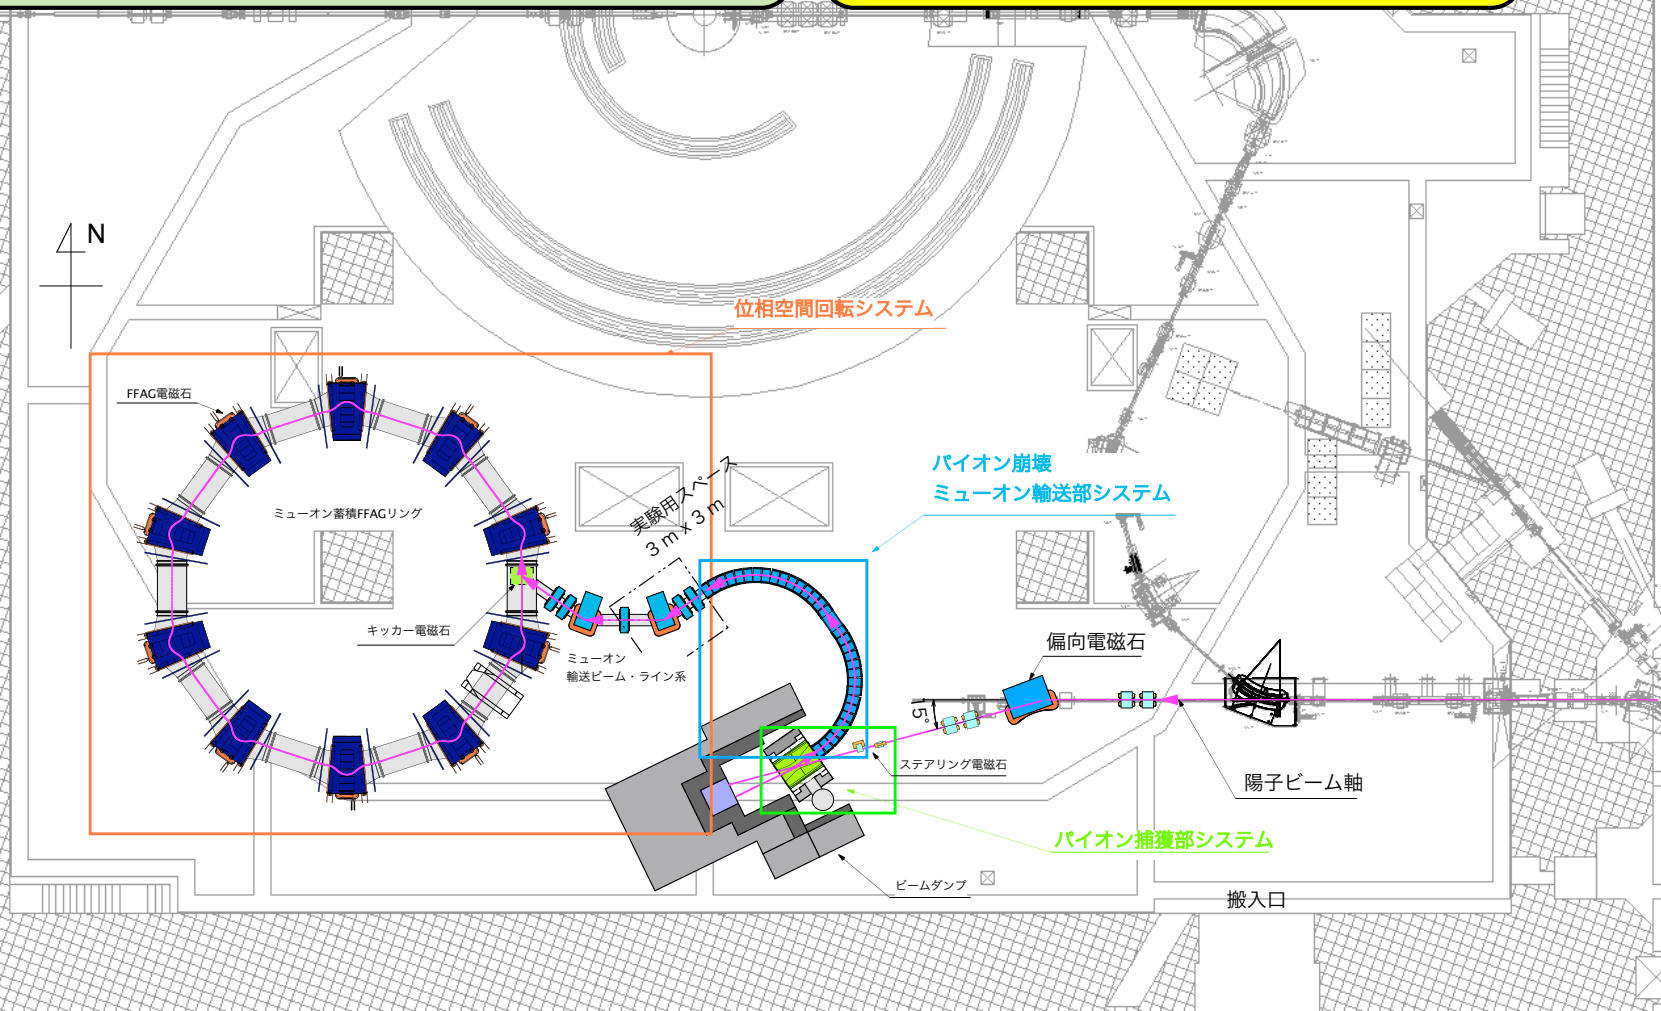 N
位相空間回転システム
FFAG電磁石
パイオン崩壊
ミューオン輸送部システム
実験用スペース
3 m x 3 m
ミューオン蓄積FFAGリング
キッカー電磁石
ミューオン
輸送ビーム・ライン系
偏向電磁石
15°
ステアリング電磁石
陽子ビーム軸
パイオン捕獲部システム
ビームダンプ
搬入口